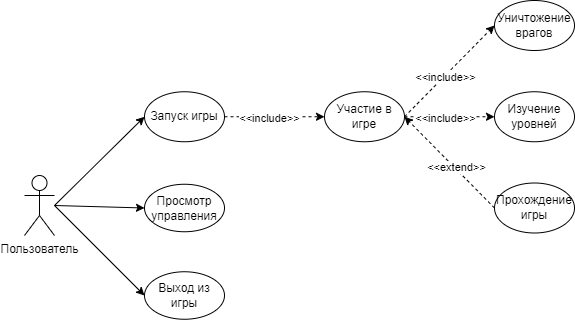 Уничтожение
врагов
<<include>>
Запуск игры
<<include>>
Участие в
игре
<<include>>
Изучение
уровней
<<extend>>
Просмотр
управления
Прохождение
игры
Пользователь
Выход из
игры